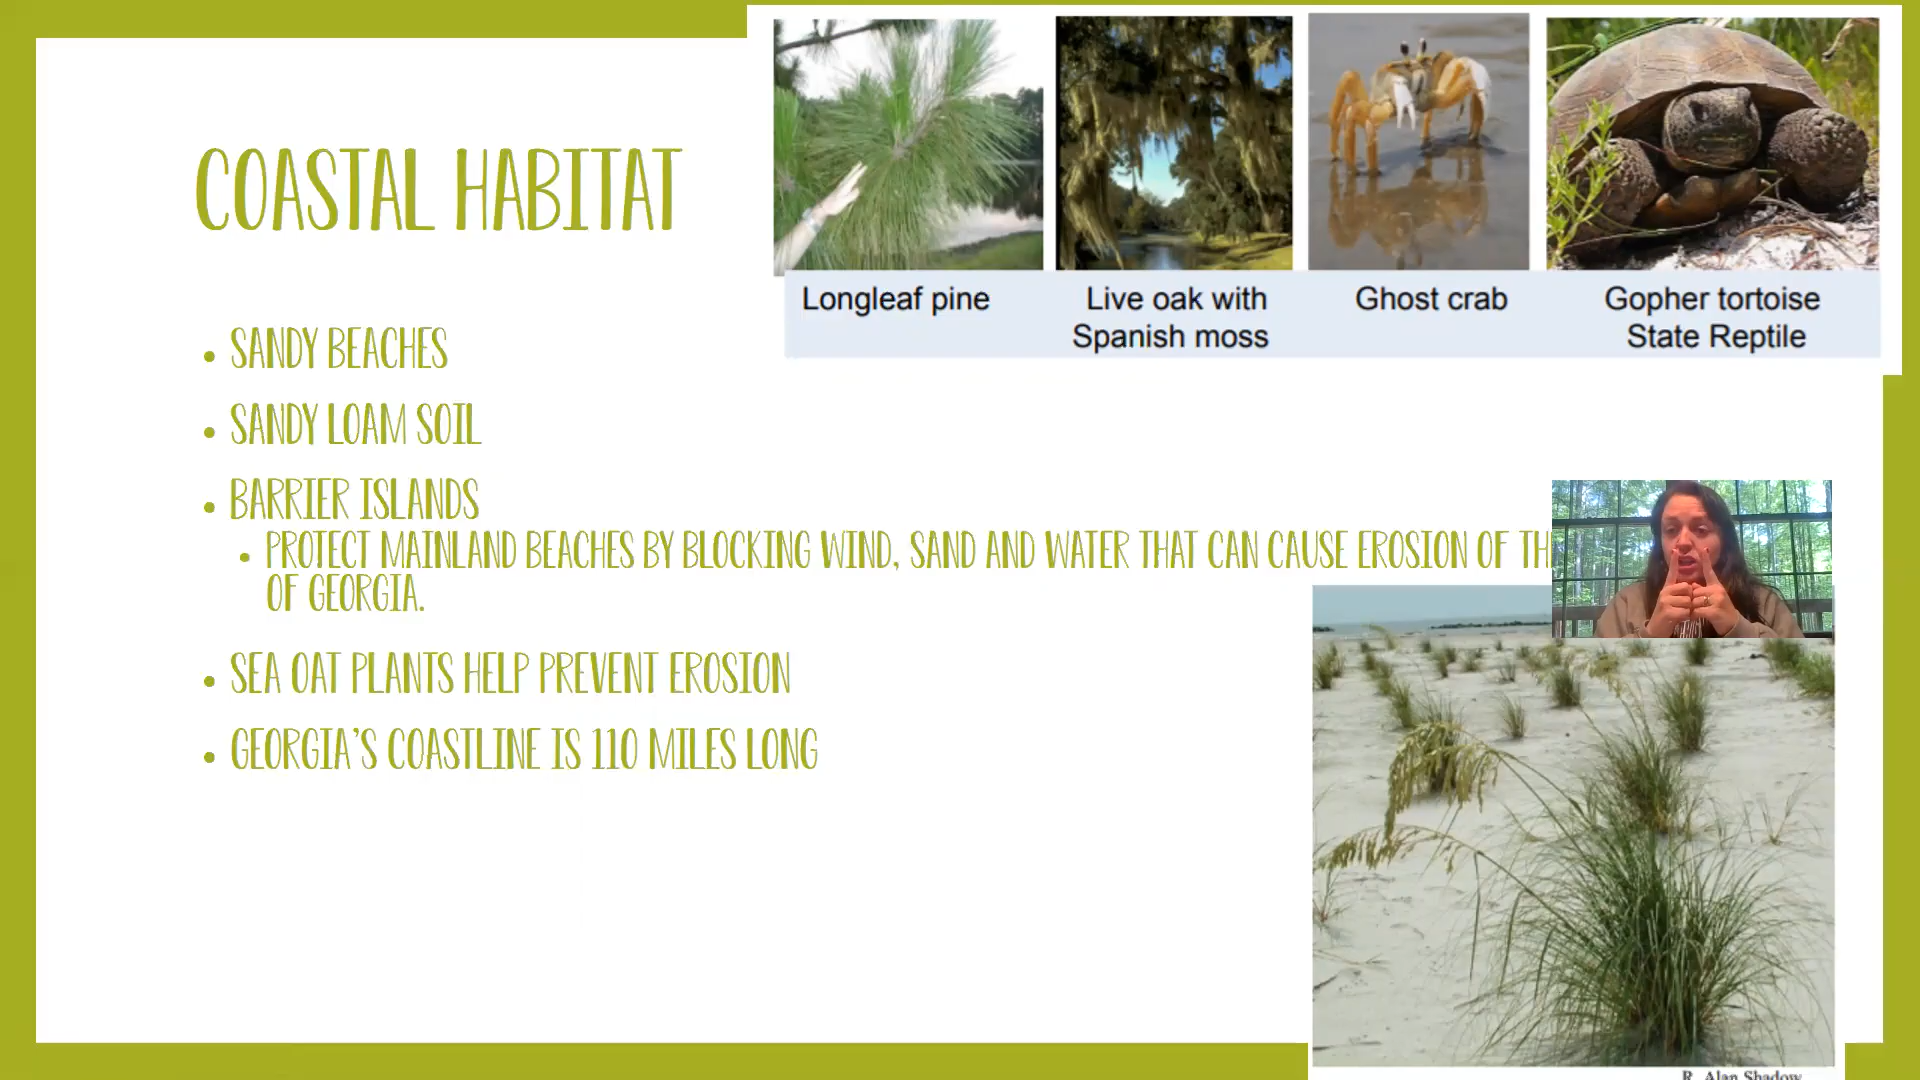 COASTAL HABITAT
Longleaf pine
Live oak with
Spanish moss
Ghost crab
Gopher tortoise
State Reptile
SANDY BEACHES
SANDY LOAM SOIL
BARRIER ISLANDS
PROTECT MAINLAND BEACHES BY BLOCKING WIND, SAND AND WATER THAT CAN CAUSE EROSION OF
OF GEORGIA.
SEA OAT PLANTS HELP PREVENT EROSION
GEORGIA'S COASTLINE IS 110 MILES LONG
R. Alan Shadow